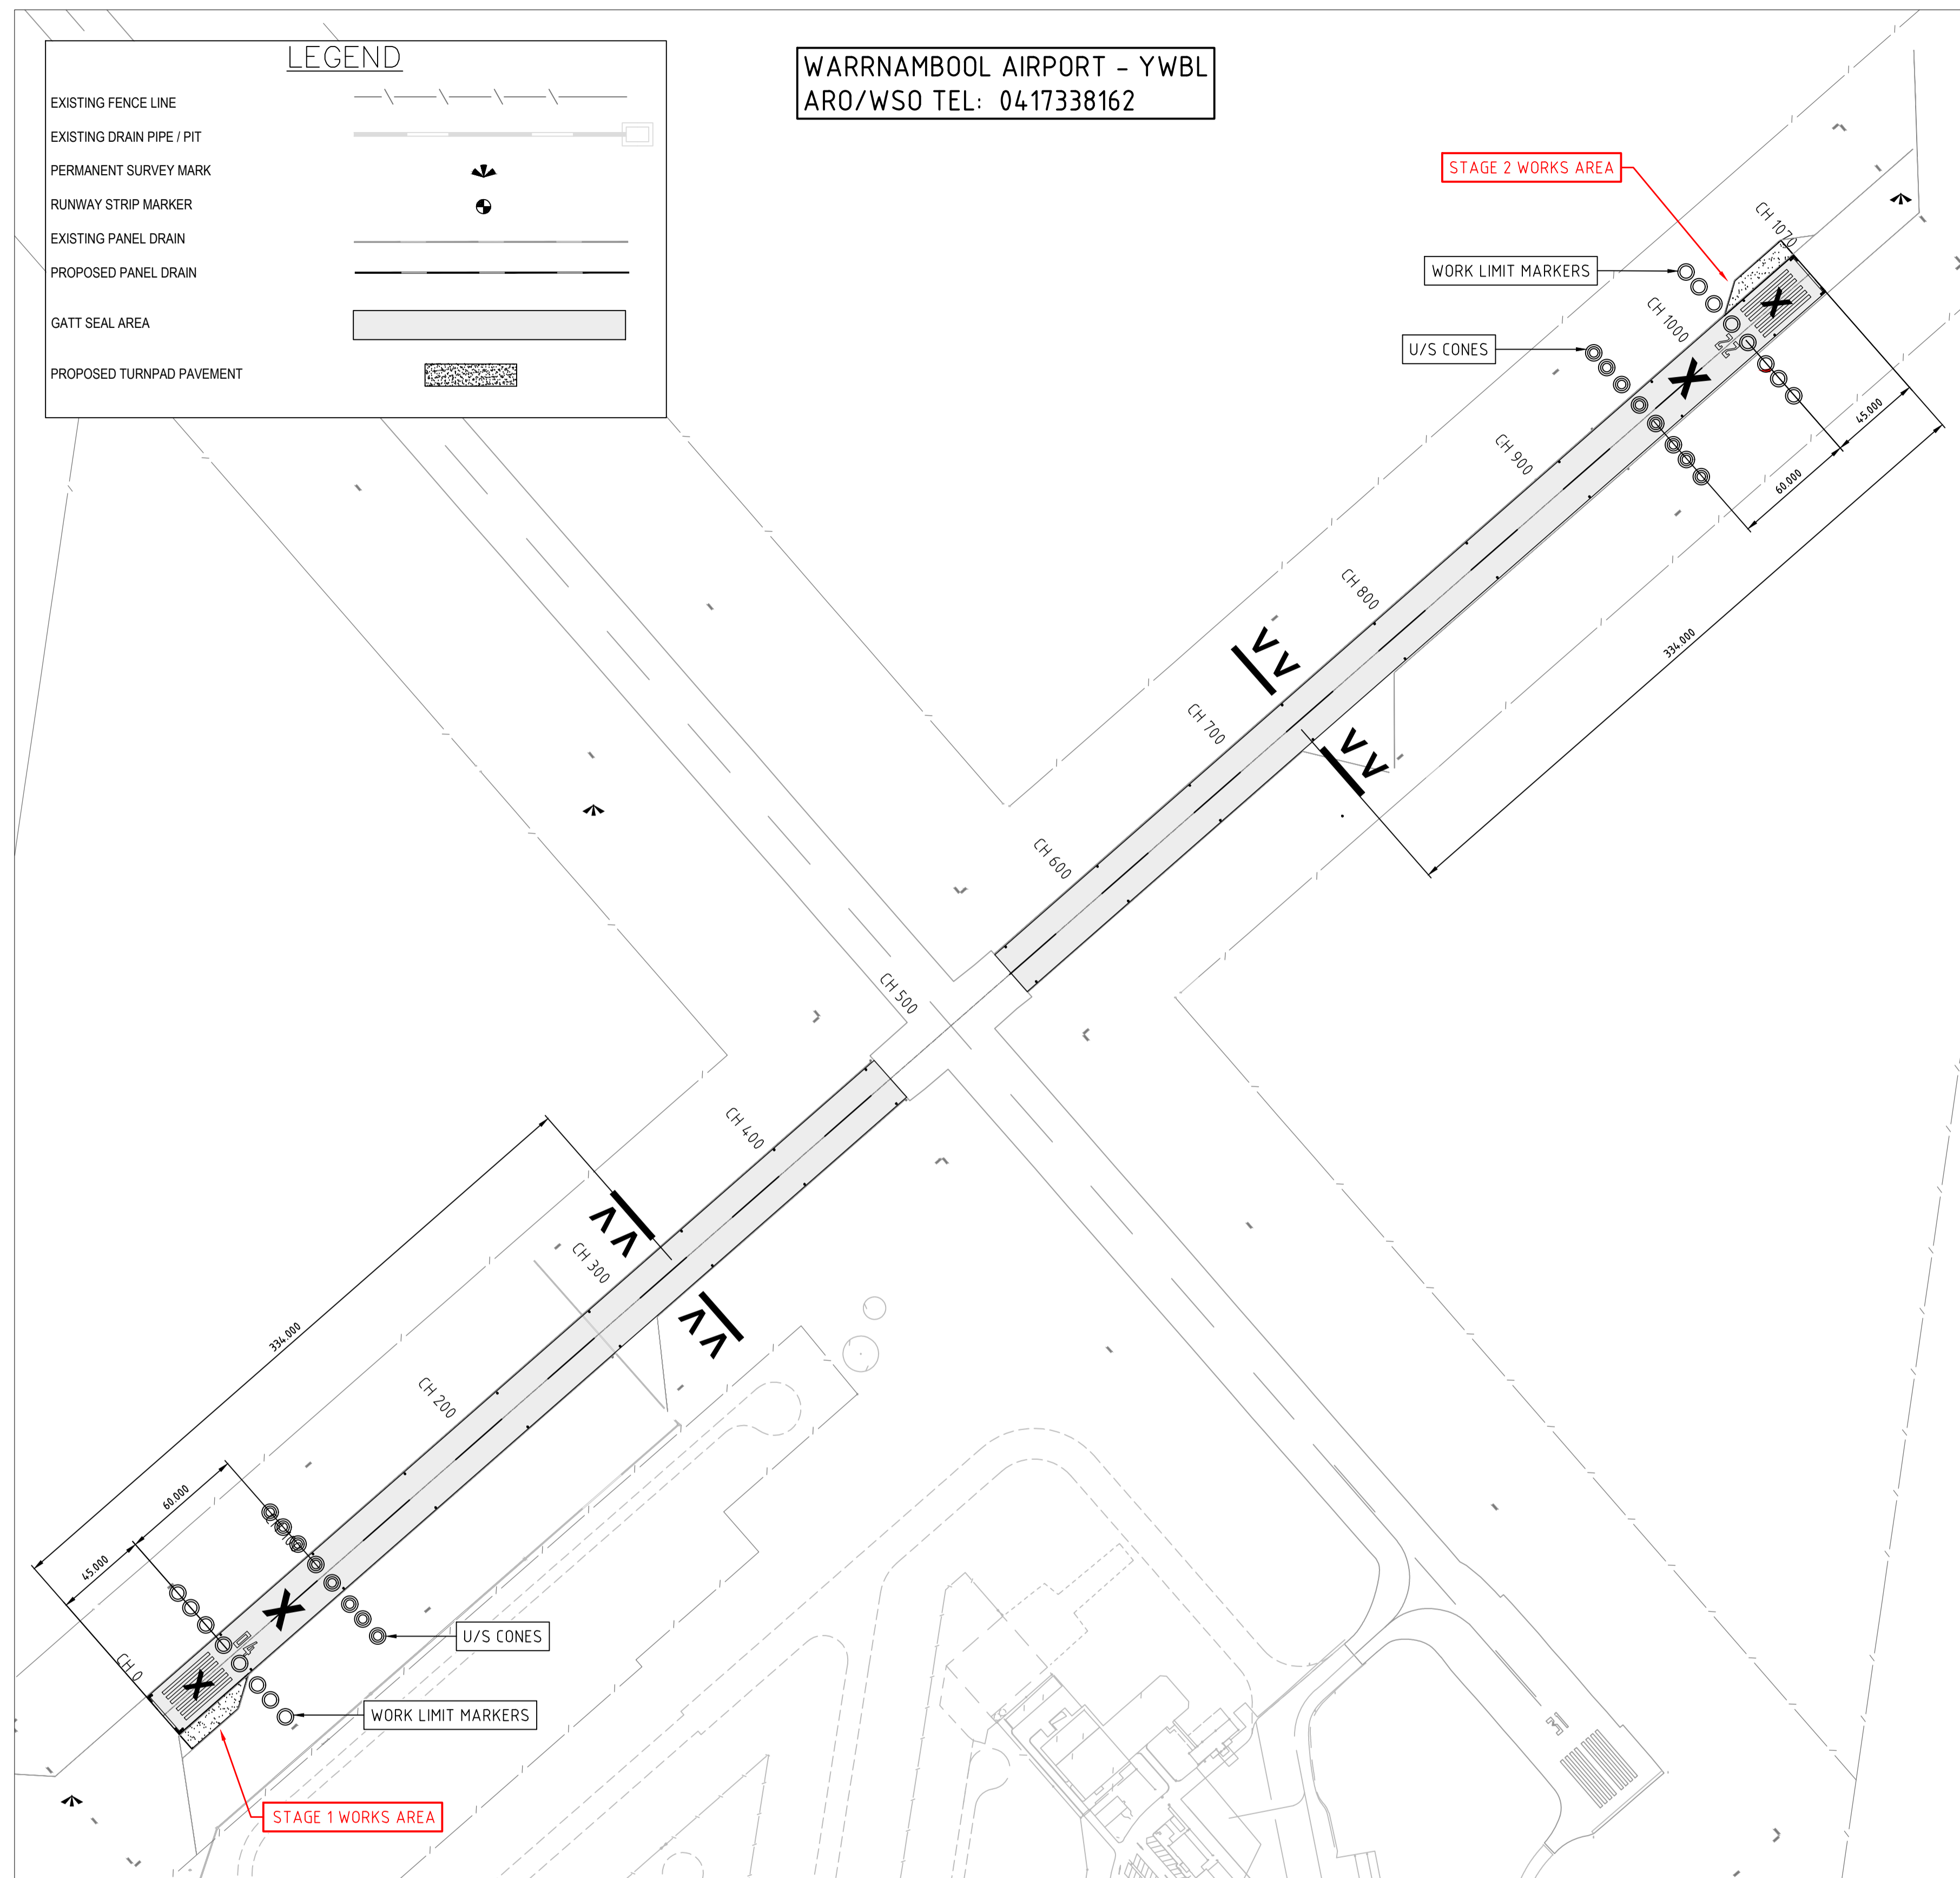 LEGEND
EXISTING FENCE LINE
EXISTING DRAIN PIPE / PIT
PERMANENT SURVEY MARK
RUNWAY STRIP MARKER
EXISTING PANEL DRAIN
PROPOSED PANEL DRAIN
GATT SEAL AREA
PROPOSED TURNPAD PAVEMENT
WARRNAMBOOL AIRPORT - YWBL
ARO/WSO TEL: 0417338162
STAGE 2 WORKS AREA
WORK LIMIT MARKERS
U/S CONES
CH 1070
CH 1000
22
X
X
45.000
60.000
334.000
CH 900
CH 800
CH 700
CH 600
CH 500
CH 400
CH 300
CH 200
334.000
60.000
45.000
X
04
X
CH 0
U/S CONES
WORK LIMIT MARKERS
STAGE 1 WORKS AREA
31